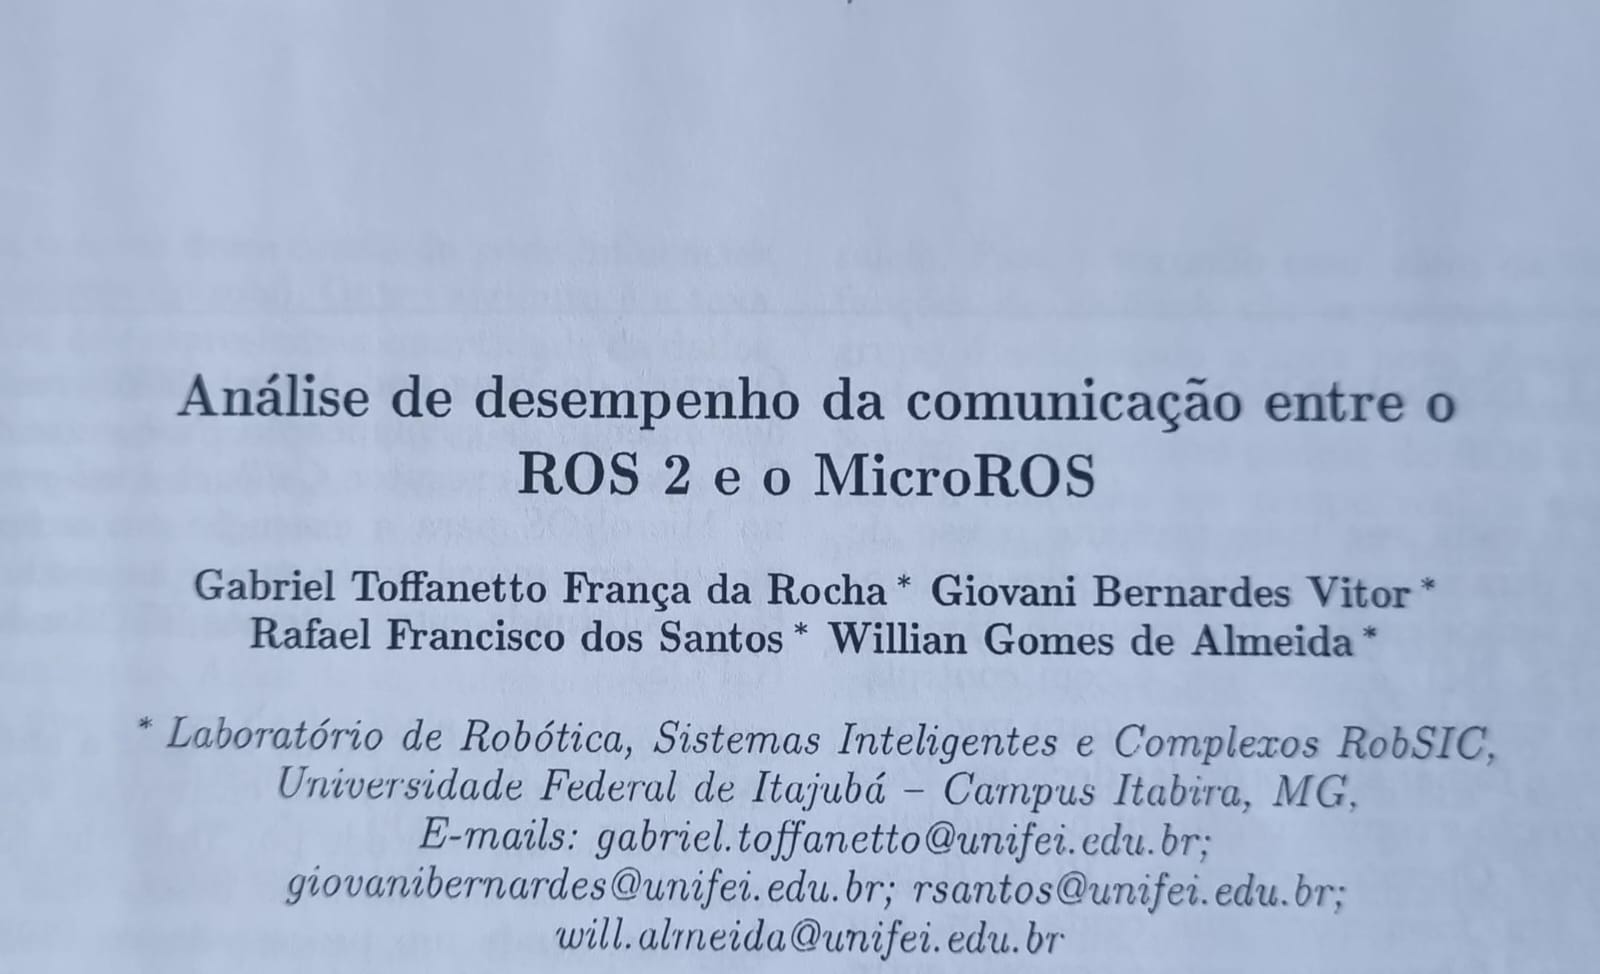 Análise de desempenho da comunicação entre o
ROS 2 e o MicroROS
Gabriel Toffanetto França da Rocha * Giovani Bernardes Vitor *
Rafael Francisco dos Santos * Willian Gomes de Almeida *
* Laboratório de Robótica, Sistemas Inteligentes e Complexos RobSIC,
Universidade Federal de Itajubá – Campus Itabira, MG,
E-mails: gabriel.toffanetto@unifei.edu.br;
giovanibernardes@unifei.edu.br; rsantos@unifei.edu.br;
will.almeida@unifei.edu.br